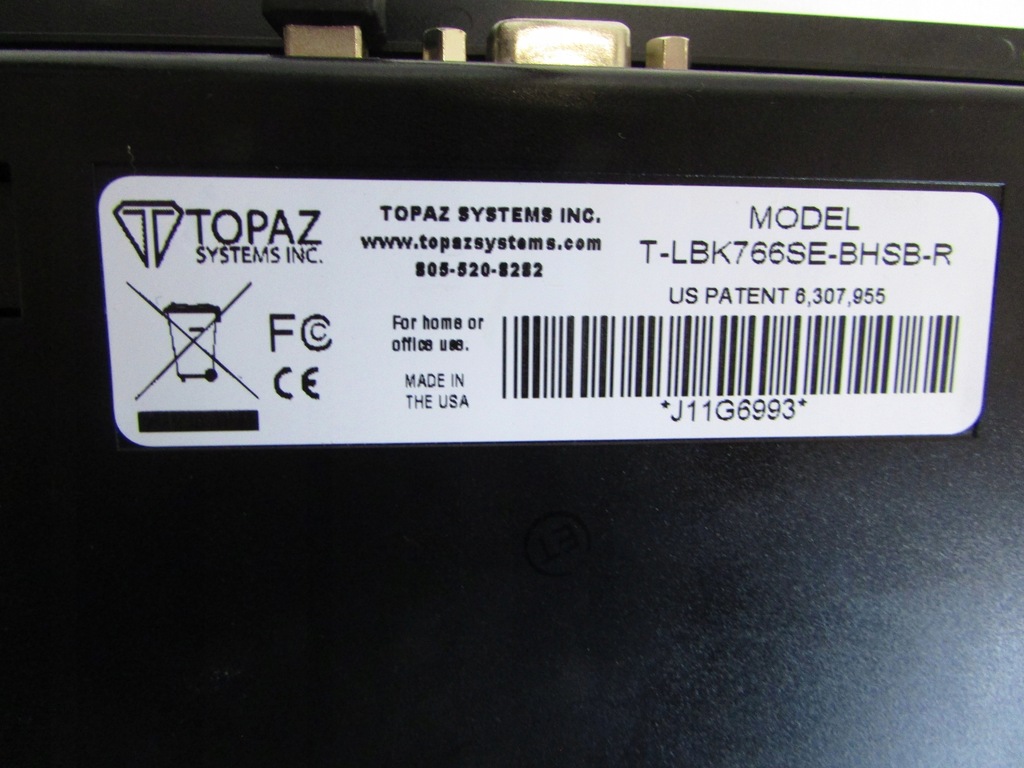 TOPAZ
SYSTEMS INC.
TOPAZ SYSTEMS INC.
www.topazsystems.com
805-520-8282
MODEL
T-LBK766SE-BHSB-R
US PATENT 6,307,955
FC
CE
For home or
office use.
MADE IN
THE USA
*J11G6993*
ET